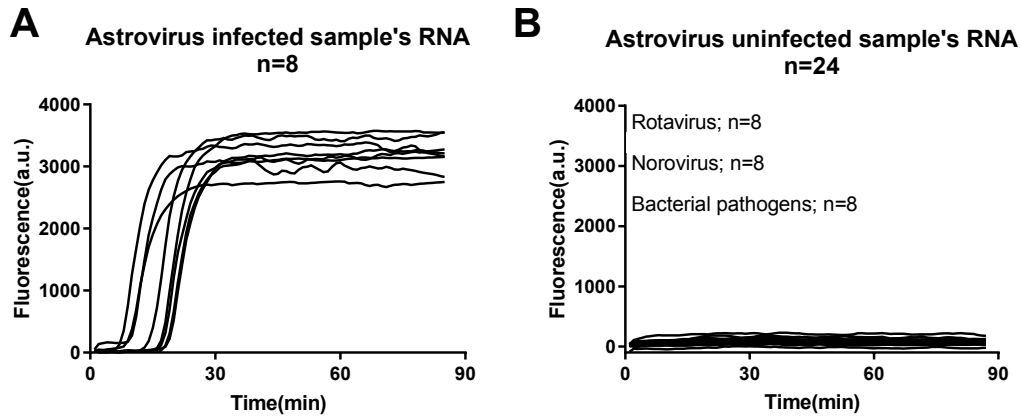 A
Astrovirus infected sample's RNA
n=8
Fluorescence(a.u.)
4000
3000
2000
1000
0
0 30 60 90
Time(min)
B
Astrovirus uninfected sample's RNA
n=24
Fluorescence(a.u.)
4000
3000
2000
1000
0
Rotavirus; n=8
Norovirus; n=8
Bacterial pathogens; n=8
0 30 60 90
Time(min)